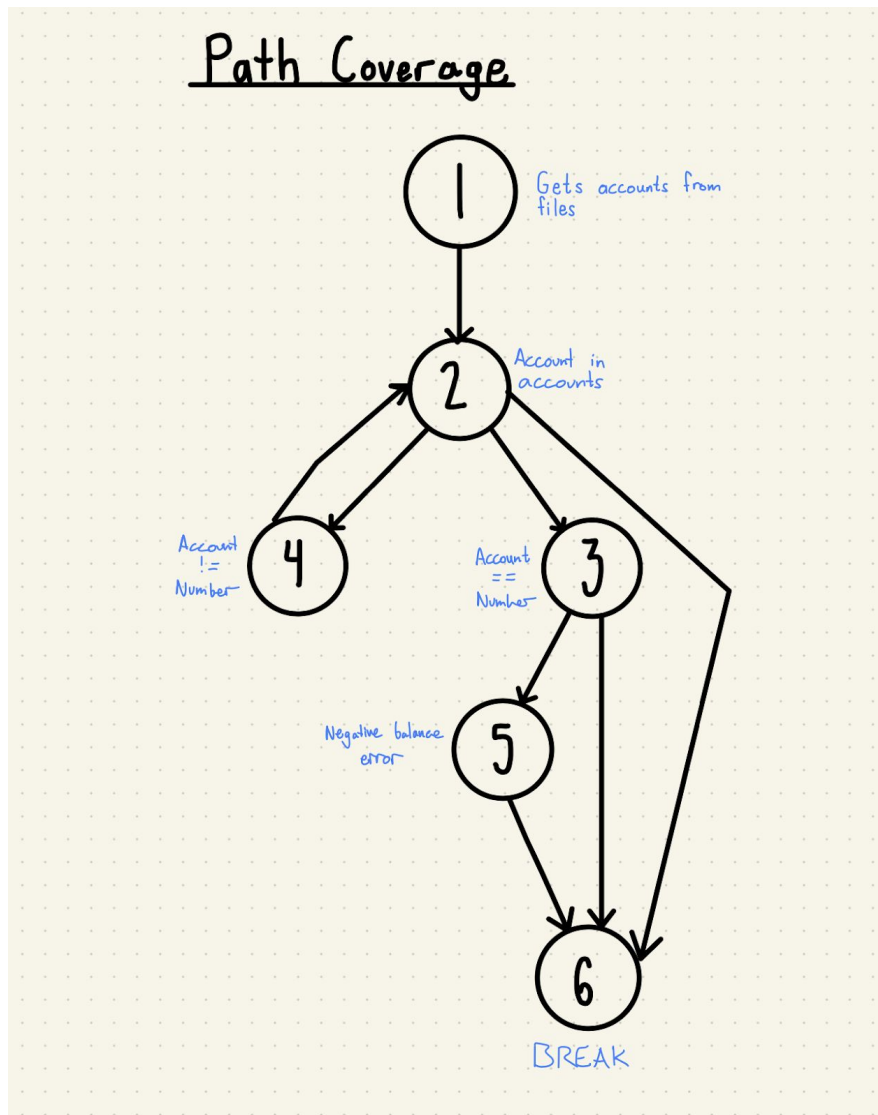 Path Coverage
1
Gets accounts from
files
2
Account in
accounts
4
Account
!=
Number
3
Account
==
Number
5
Negative balance
error
6
BREAK